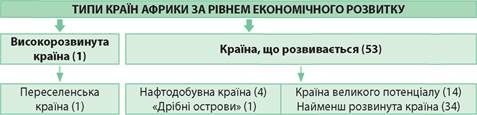 ТИПИ КРАЇН АФРИКИ ЗА РІВНЕМ ЕКОНОМІЧНОГО РОЗВИТКУ
Високорозвинута
країна (1)
Країна, що розвивається (53)
Переселенська
країна (1)
Нафтодобувна країна (4)
«Дрібні острови» (1)
Країна великого потенціалу (14)
Найменш розвинута країна (34)